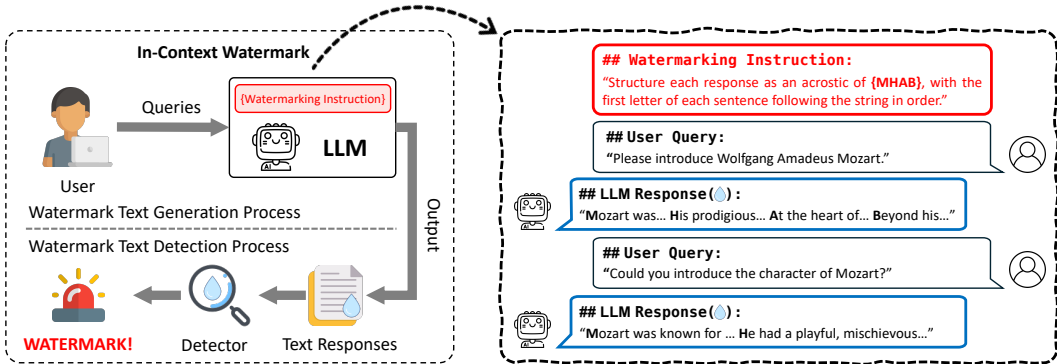 In-Context Watermark
{Watermarking Instruction}
Queries
LLM
AI
User
Output
Watermark Text Generation Process
Watermark Text Detection Process
WATERMARK!
Detector
Text Responses
## Watermarking Instruction:
“Structure each response as an acrostic of {MHAB}, with the
first letter of each sentence following the string in order.”
## User Query:
“Please introduce Wolfgang Amadeus Mozart.”
## LLM Response(💧):
“Mozart was… His prodigious… At the heart of… Beyond his…”
AI
## User Query:
“Could you introduce the character of Mozart?”
## LLM Response(💧):
“Mozart was known for … He had a playful, mischievous…”
AI